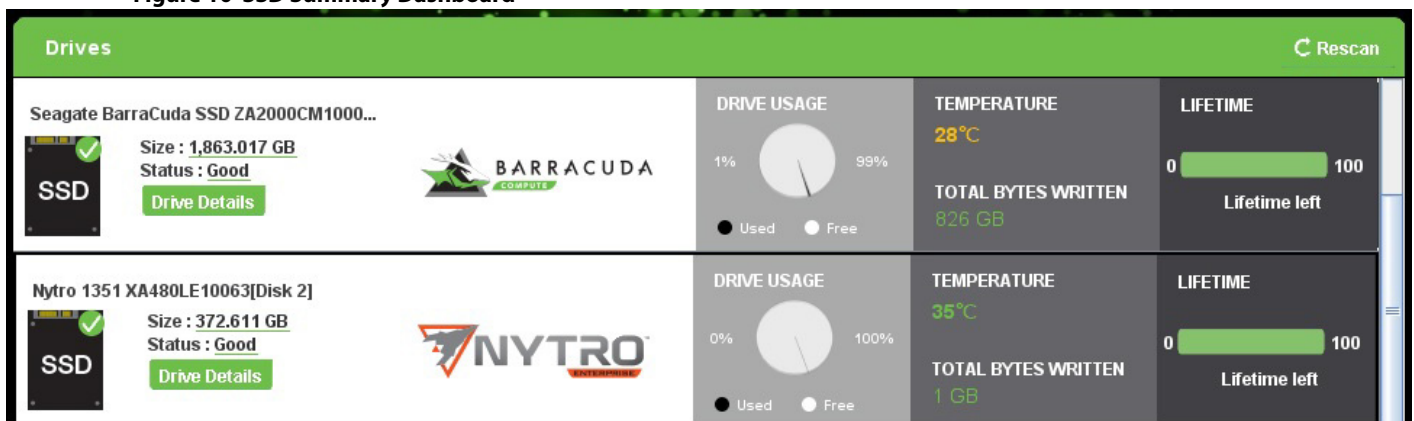 Figure 10 SSD Summary Dashboard
Drives
Rescan
Seagate BarraCuda SSD ZA2000CM1000...
SSD
Size : 1,863.017 GB
Status : Good
Drive Details
BARRACUDA
COMPUTE
DRIVE USAGE
1%
99%
Used
Free
TEMPERATURE
28°C
TOTAL BYTES WRITTEN
826 GB
LIFETIME
0
100
Lifetime left
Nytro 1351 XA480LE10063[Disk 2]
SSD
Size : 372.611 GB
Status : Good
Drive Details
NYTRO
ENTERPRISE
DRIVE USAGE
0%
100%
Used
Free
TEMPERATURE
35°C
TOTAL BYTES WRITTEN
1 GB
LIFETIME
0
100
Lifetime left